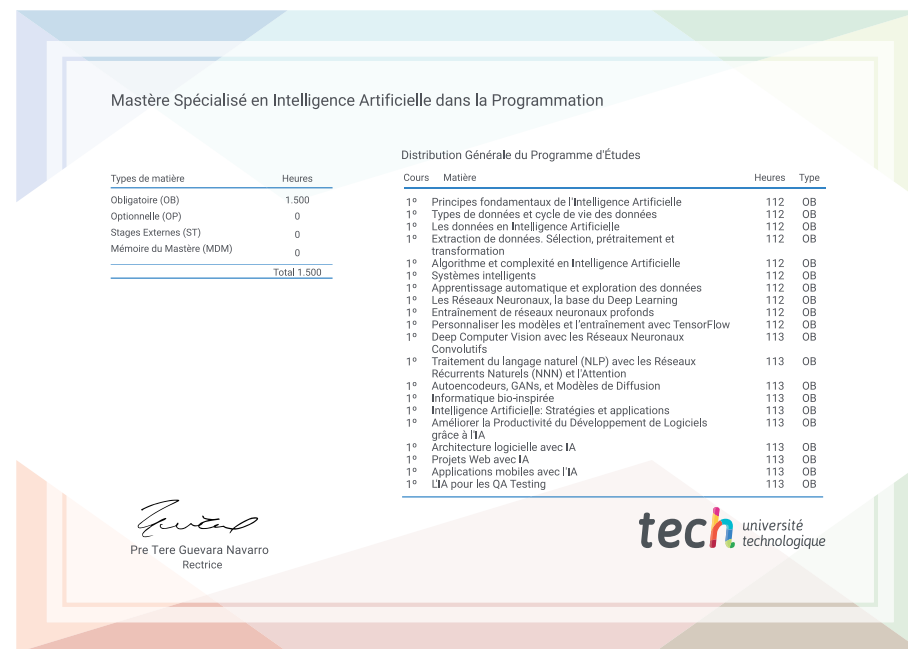 Mastère Spécialisé en Intelligence Artificielle dans la Programmation
Types de matière Heures
Obligatoire (OB) 1.500
Optionnelle (OP) 0
Stages Externes (ST) 0
Mémoire du Mastère (MDM) 0
Total 1.500
Distribution Générale du Programme d'Études
Cours Matière Heures Type
1º Principes fondamentaux de l'Intelligence Artificielle 112 OB
1º Types de données et cycle de vie des données 112 OB
1º Les données en Intelligence Artificielle 112 OB
1º Extraction de données. Sélection, prétraitement et 112 OB
transformation
1º Algorithme et complexité en Intelligence Artificielle 112 OB
1º Systèmes intelligents 112 OB
1º Apprentissage automatique et exploration des données 112 OB
1º Les Réseaux Neuronaux, la base du Deep Learning 112 OB
1º Entraînement de réseaux neuronaux profonds 112 OB
1º Personnaliser les modèles et l'entraînement avec TensorFlow 112 OB
1º Deep Computer Vision avec les Réseaux Neuronaux 113 OB
Convolutifs
1º Traitement du langage naturel (NLP) avec les Réseaux 113 OB
Récurrents Naturels (NNN) et l'Attention
1º Autoencodeurs, GANs, et Modèles de Diffusion 113 OB
1º Informatique bio-inspirée 113 OB
1º Intelligence Artificielle: Stratégies et applications 113 OB
1º Améliorer la Productivité du Développement de Logiciels 113 OB
grâce à l'IA
1º Architecture logicielle avec IA 113 OB
1º Projets Web avec IA 113 OB
1º Applications mobiles avec l'IA 113 OB
1º L'IA pour les QA Testing 113 OB
Pre Tere Guevara Navarro
Rectrice
tech université
technologique